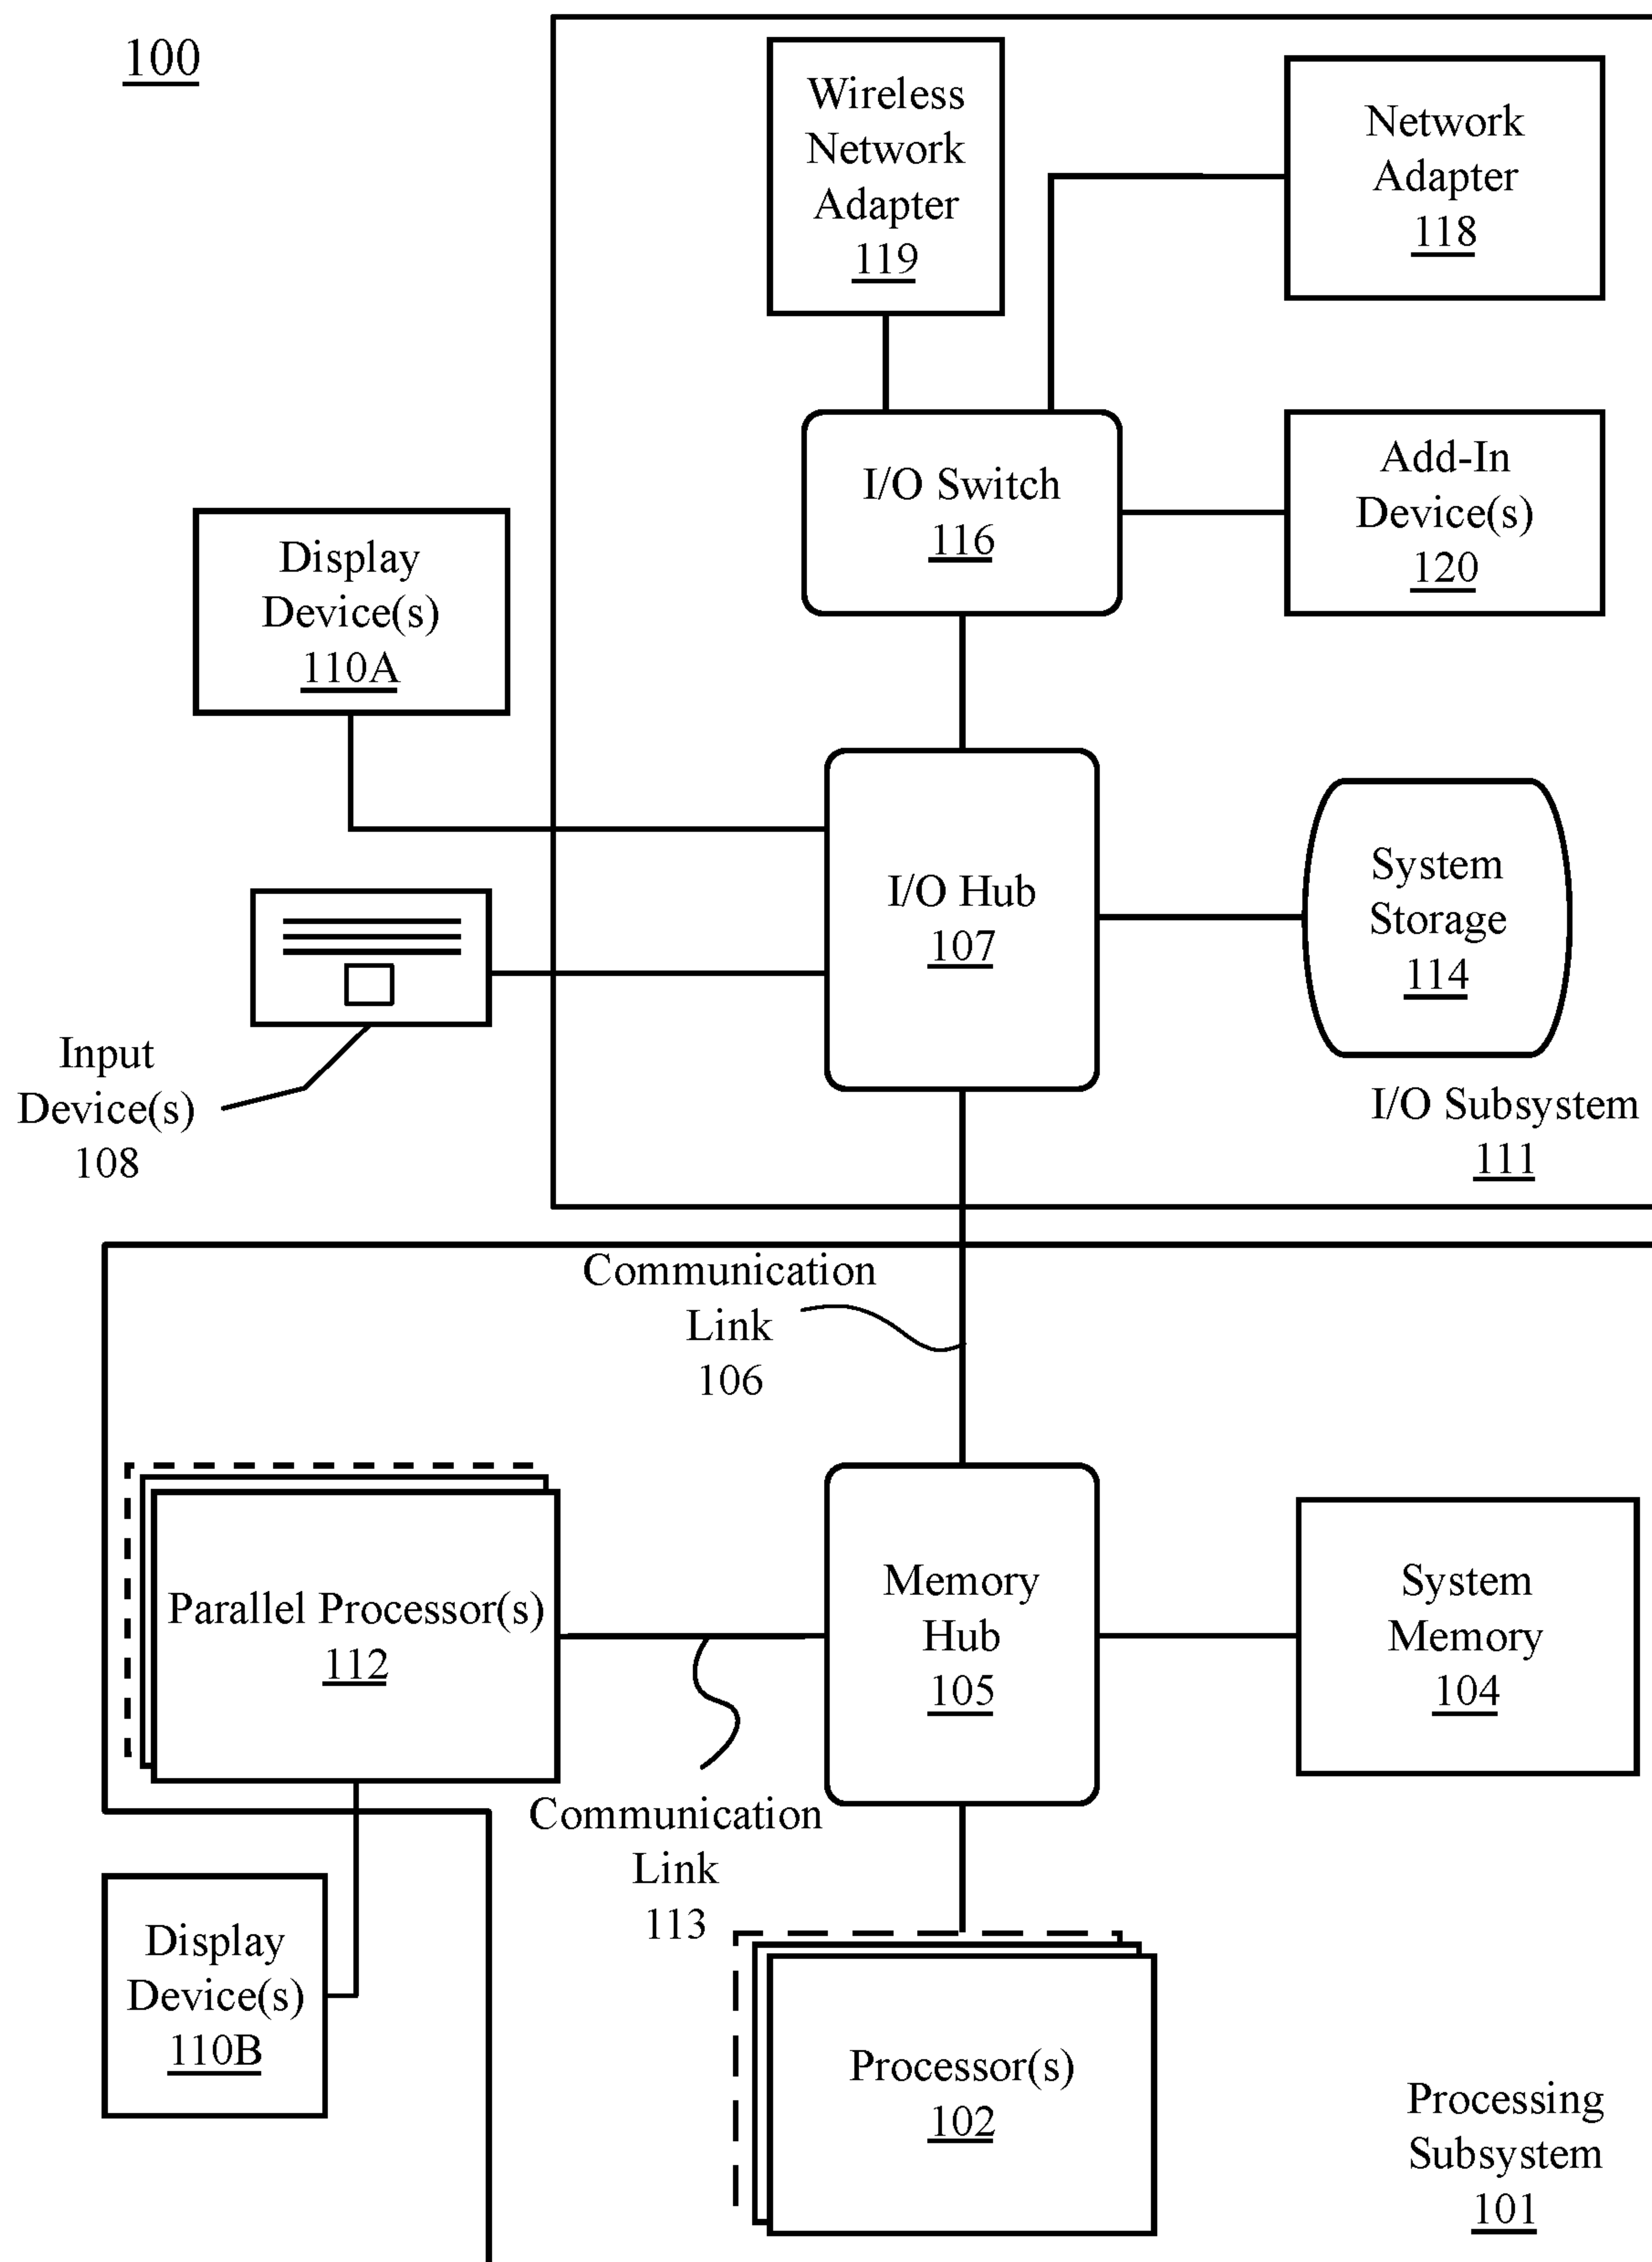 100
Wireless
Network
Adapter
119
Network
Adapter
118
I/O Switch
116
Add-In
Device(s)
120
Display
Device(s)
110A
I/O Hub
107
System
Storage
114
Input
Device(s)
108
I/O Subsystem
111
Communication
Link
106
Parallel Processor(s)
112
Memory
Hub
105
System
Memory
104
Communication
Link
113
Display
Device(s)
110B
Processor(s)
102
Processing
Subsystem
101